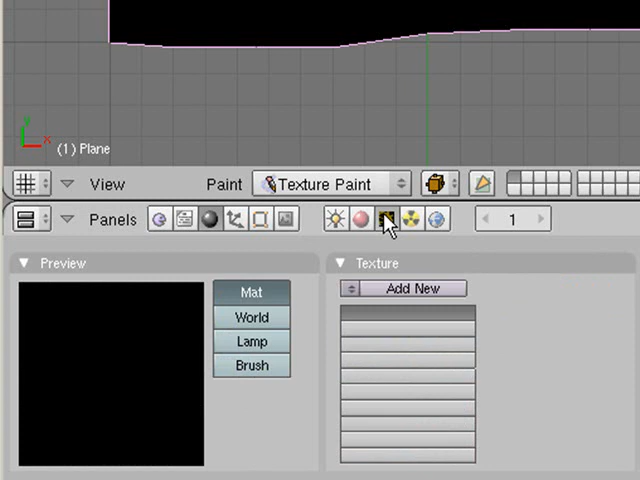 y
x
(1) Plane
View Paint Texture Paint
Panels 1
Preview Texture
Mat Add New
World
Lamp
Brush